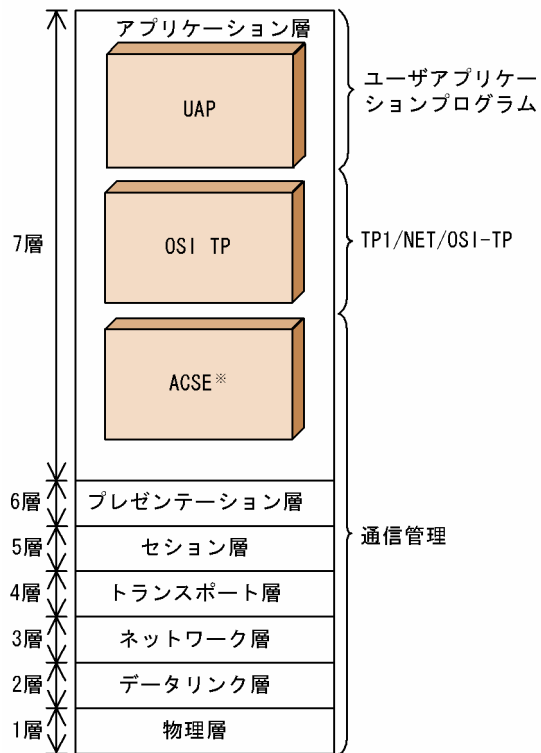 アプリケーション層
UAP
ユーザアプリケー
ションプログラム
7層
OSI TP
TP1/NET/OSI-TP
ACSE※
6層
プレゼンテーション層
5層
セション層
通信管理
4層
トランスポート層
3層
ネットワーク層
2層
データリンク層
1層
物理層